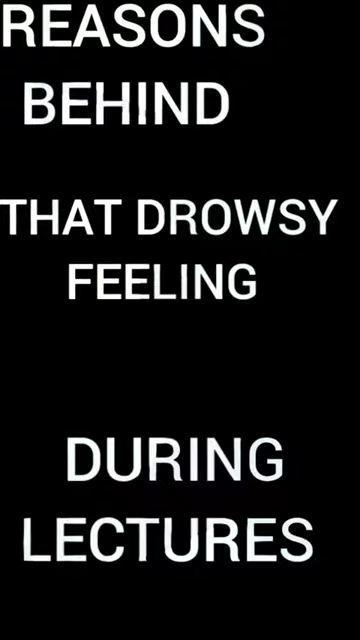 REASONS
BEHIND
THAT DROWSY
FEELING
DURING
LECTURES